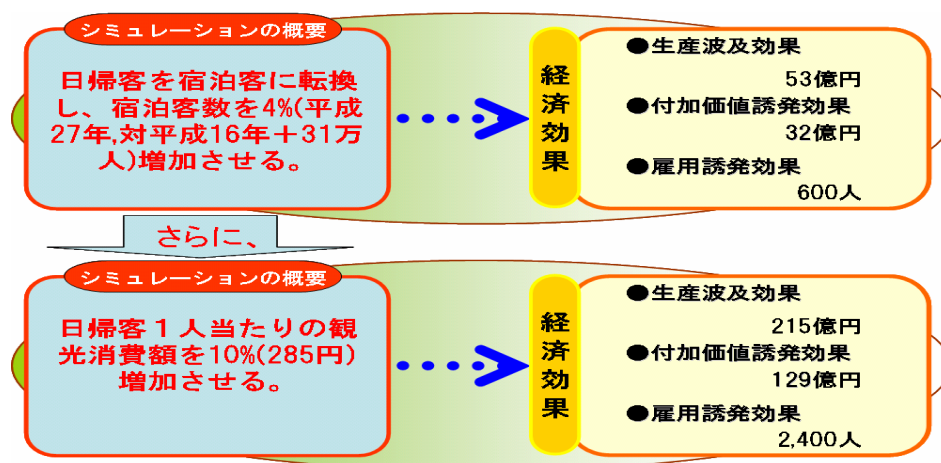 シミュレーションの概要
日帰客を宿泊客に転換
し、宿泊客数を4%(平成
27年,対平成16年＋31万
人)増加させる。
経済効果
●生産波及効果
53億円
●付加価値誘発効果
32億円
●雇用誘発効果
600人
さらに、
シミュレーションの概要
日帰客１人当たりの観
光消費額を10%(285円)
増加させる。
経済効果
●生産波及効果
215億円
●付加価値誘発効果
129億円
●雇用誘発効果
2,400人